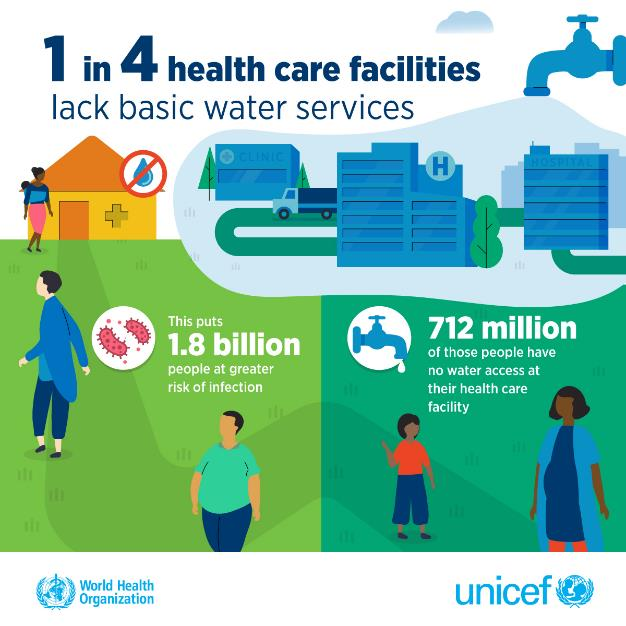 1 in 4 health care facilities
lack basic water services
CLINIC
H
HOSPITAL
This puts
1.8 billion
people at greater
risk of infection
712 million
of those people have
no water access at
their health care
facility
World Health
Organization
unicef